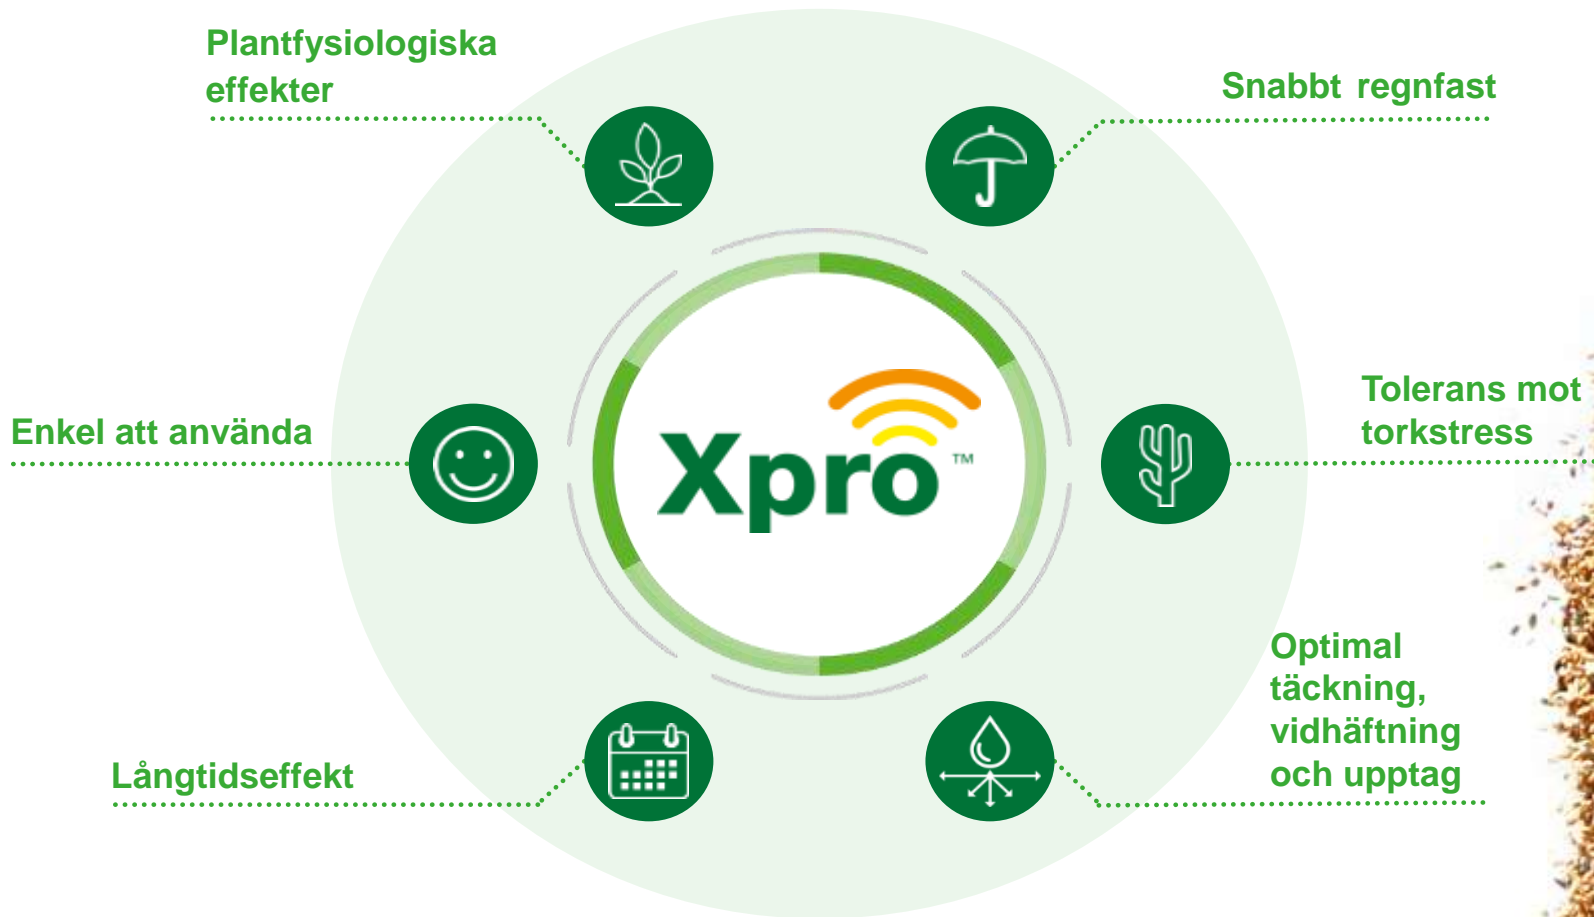 Plantfysiologiska
effekter
Snabbt regnfast
Enkel att använda
Xpro™
Tolerans mot
torkstress
Långtidseffekt
Optimal
täckning,
vidhäftning
och upptag